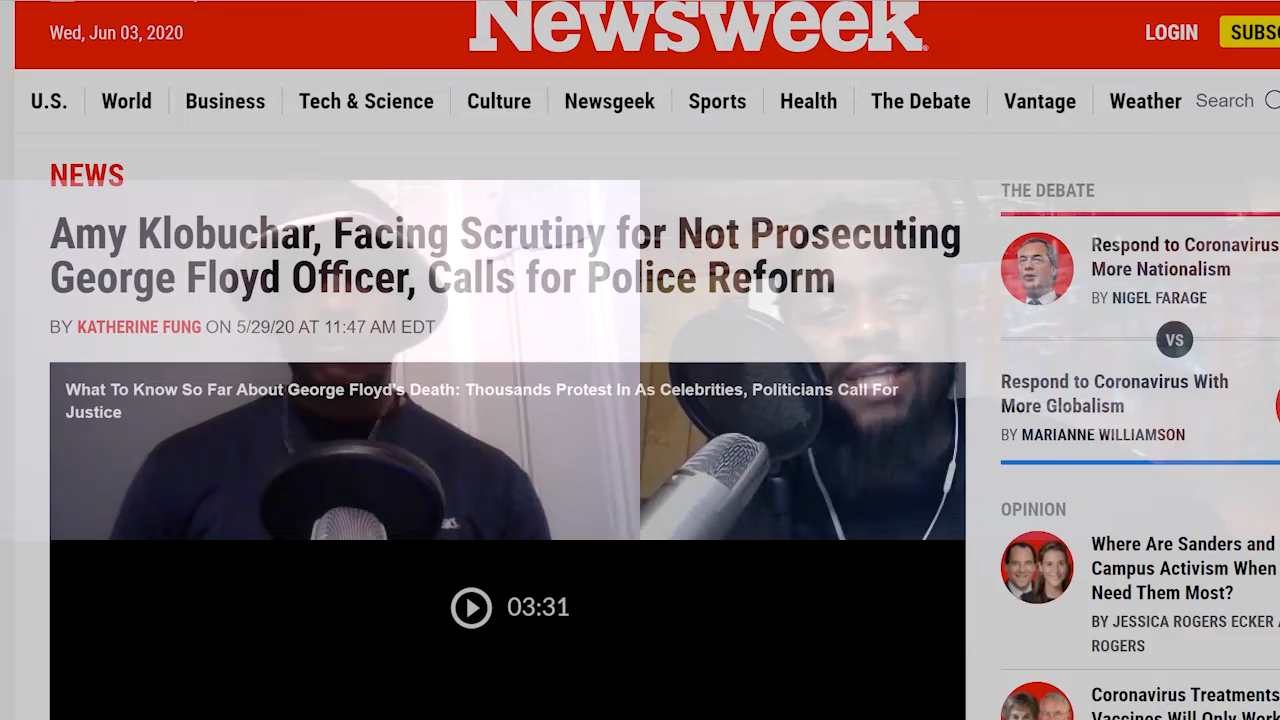 Wed, Jun 03, 2020
Newsweek
LOGIN
U.S.
World
Business
Tech & Science
Culture
Newsgeek
Sports
Health
The Debate
Vantage
Weather
Search
NEWS
Amy Klobuchar, Facing Scrutiny for Not Prosecuting
George Floyd Officer, Calls for Police Reform
BY KATHERINE FUNG ON 5/29/20 AT 11:47 AM EDT
What To Know So Far About George Floyd's Death: Thousands Protest In As Celebrities, Politicians Call For
Justice
03:31
THE DEBATE
Respond to Coronavirus
More Nationalism
BY NIGEL FARAGE
VS
Respond to Coronavirus With
More Globalism
BY MARIANNE WILLIAMSON
OPINION
Where Are Sanders and
Campus Activism When
Need Them Most?
BY JESSICA ROGERS ECKER
ROGERS
Coronavirus Treatments
Vaccines Will Only Work